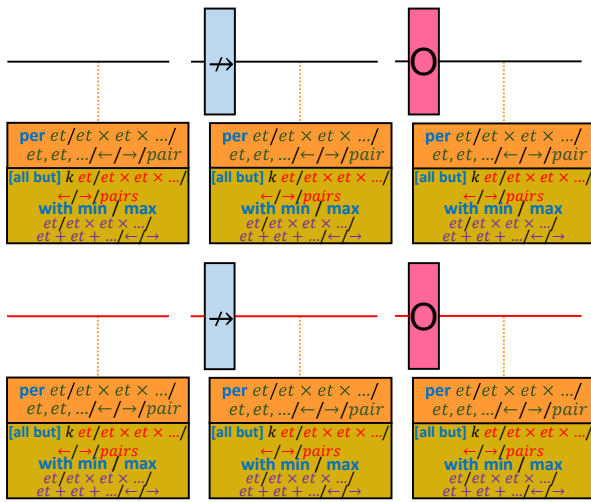 ↛ O
per et/et × et × .../ per et/et × et × .../ per et/et × et × .../
et, et, .../←/→/pair et, et, .../←/→/pair et, et, .../←/→/pair
[all but] k et/et × et × .../ [all but] k et/et × et × .../ [all but] k et/et × et × .../
←/→/pairs ←/→/pairs ←/→/pairs
with min / max with min / max with min / max
et/et × et × .../ et/et × et × .../ et/et × et × .../
et + et + .../←/→ et + et + .../←/→ et + et + .../←/→
↛ O
per et/et × et × .../ per et/et × et × .../ per et/et × et × .../
et, et, .../←/→/pair et, et, .../←/→/pair et, et, .../←/→/pair
[all but] k et/et × et × .../ [all but] k et/et × et × .../ [all but] k et/et × et × .../
←/→/pairs ←/→/pairs ←/→/pairs
with min / max with min / max with min / max
et/et × et × .../ et/et × et × .../ et/et × et × .../
et + et + .../←/→ et + et + .../←/→ et + et + .../←/→